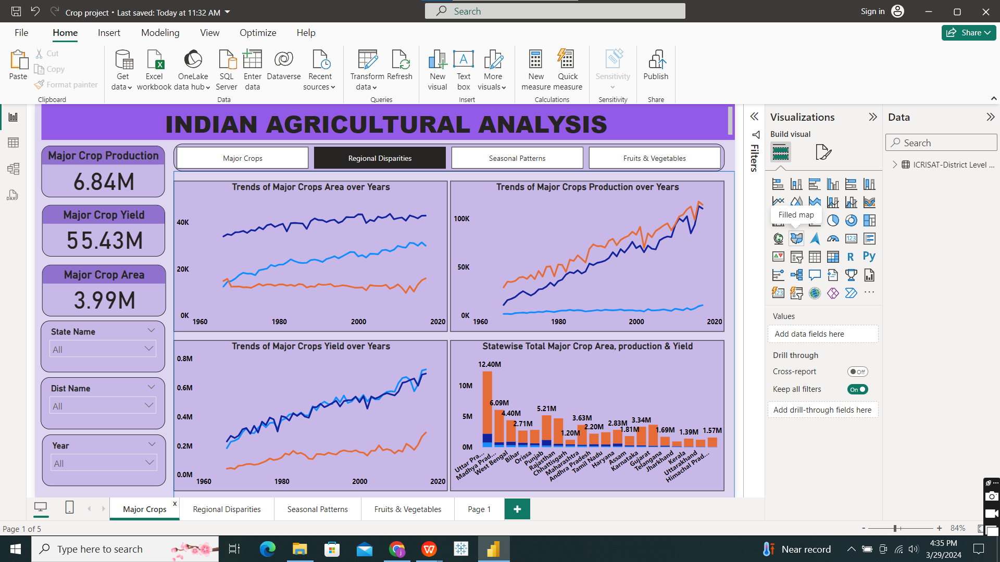 Crop project • Last saved: Today at 11:32 AM
Search
Sign in
File Home Insert Modeling View Optimize Help
Share
Paste
Cut
Copy
Format painter
Clipboard
Get data
Excel workbook
OneLake data hub
SQL Server
Enter data
Dataverse
Recent sources
Data
Transform data
Refresh
Queries
New visual
Text box
More visuals
Insert
New measure
Quick measure
Calculations
Sensitivity
Sensitivity
Publish
Share
DAX
INDIAN AGRICULTURAL ANALYSIS
Major Crop Production
6.84M
Major Crop Yield
55.43M
Major Crop Area
3.99M
State Name
All
Dist Name
All
Year
All
Major Crops
Regional Disparities
Seasonal Patterns
Fruits & Vegetables
Trends of Major Crops Area over Years
40K
20K
0K
1960 1980 2000 2020
Trends of Major Crops Production over Years
100K
50K
0K
1960 1980 2000 2020
Trends of Major Crops Yield over Years
0.8M
0.6M
0.4M
0.2M
0.0M
1960 1980 2000 2020
Statewise Total Major Crop Area, production & Yield
10M
5M
0M
12.40M
6.09M
4.40M
2.71M
5.21M
1.20M
3.63M
2.20M
2.83M
1.81M
3.34M
1.69M
1.39M
1.57M
Uttar Pra...
Madhya Prad...
West Bengal
Bihar
Orissa
Punjab
Rajasthan
Chhattisgarh
Maharashtra
Andhra Pradesh
Tamil Nadu
Haryana
Assam
Karnataka
Gujarat
Telangana
Jharkhand
Kerala
Uttarakhand
Himachal Prad...
Filters
Visualizations
Build visual
Filled map
123
R
Py
123
Values
Add data fields here
Drill through
Cross-report
Off
Keep all filters
On
Add drill-through fields here
Data
Search
ICRISAT-District Level ...
Major Crops x
Regional Disparities
Seasonal Patterns
Fruits & Vegetables
Page 1
+
Page 1 of 5
- + 84%
Type here to search
Near record
4:35 PM
3/29/2024